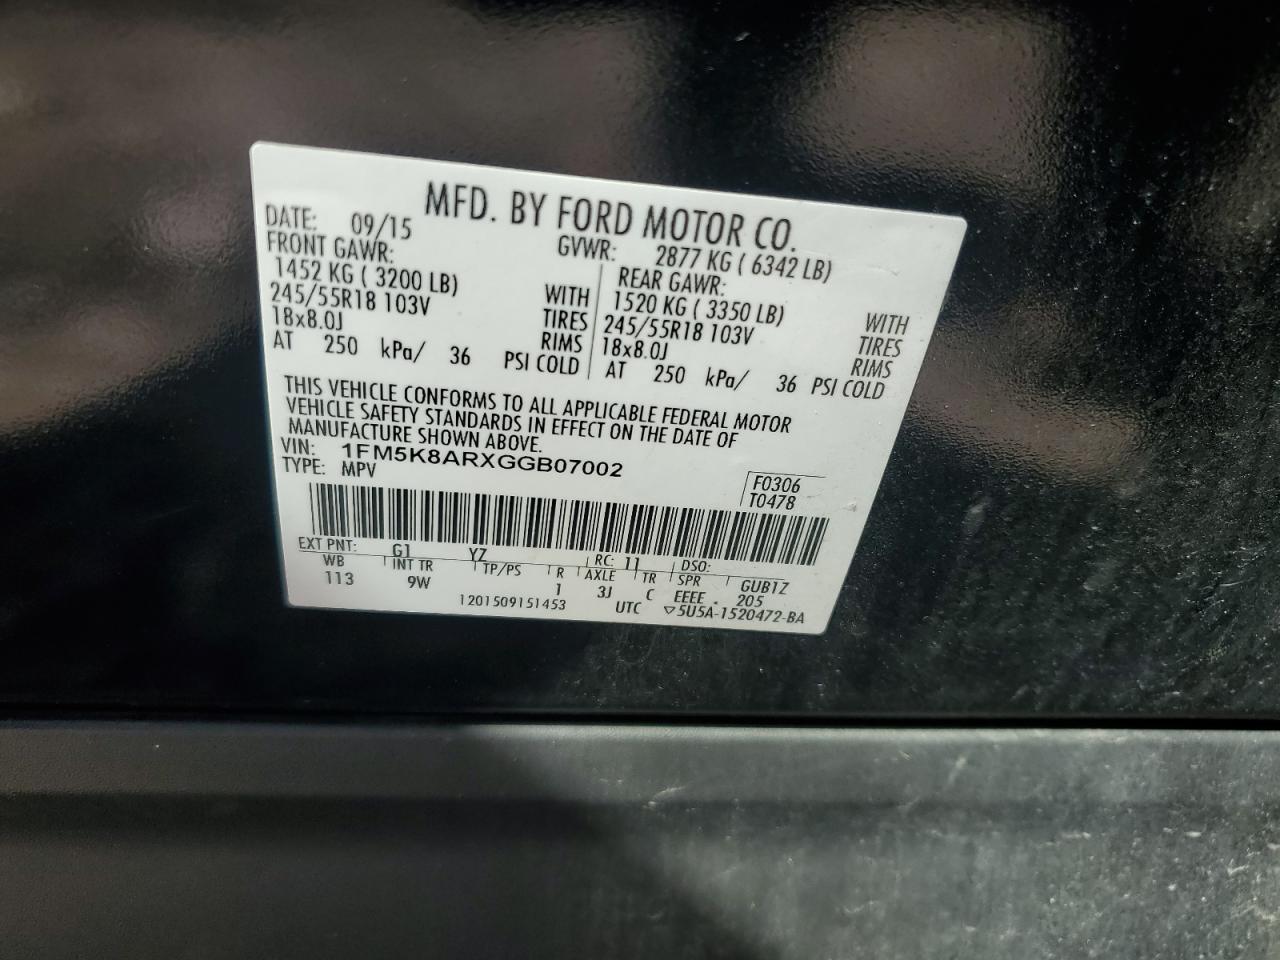 MFD. BY FORD MOTOR CO.
DATE: 09/15 GVWR: 2877 KG ( 6342 LB)
FRONT GAWR: REAR GAWR:
1452 KG ( 3200 LB) WITH 1520 KG ( 3350 LB) WITH
245/55R18 103V TIRES 245/55R18 103V TIRES
18x8.0J RIMS 18x8.0J RIMS
AT 250 kPa/ 36 PSI COLD AT 250 kPa/ 36 PSI COLD
THIS VEHICLE CONFORMS TO ALL APPLICABLE FEDERAL MOTOR
VEHICLE SAFETY STANDARDS IN EFFECT ON THE DATE OF
MANUFACTURE SHOWN ABOVE.
VIN: 1FM5K8ARXGGB07002
TYPE: MPV
F0306
T0478
EXT PNT: G1 YZ RC: 11 DSO:
WB INT TR TP/PS R AXLE TR SPR GUB1Z
113 9W 1 3J C EEEE . 205
1201509151453 UTC ▽5U5A-1520472-BA